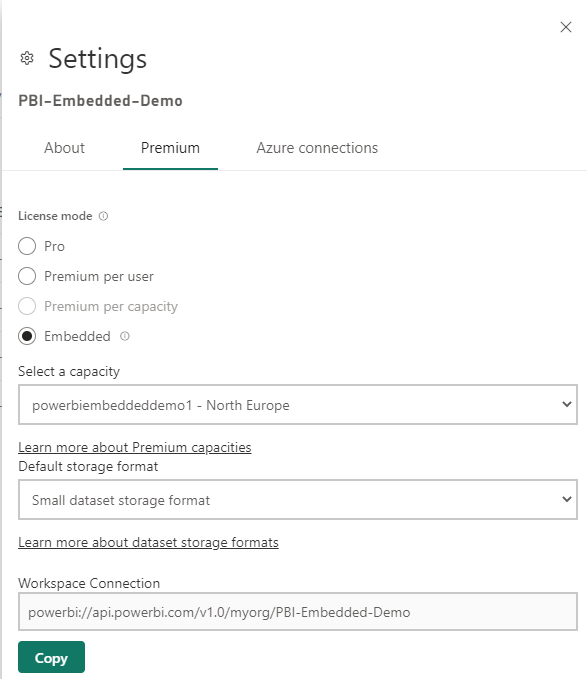 Settings
PBI-Embedded-Demo
About
Premium
Azure connections
License mode
Pro
Premium per user
Premium per capacity
Embedded
Select a capacity
powerbiembeddeddemo1 - North Europe
Learn more about Premium capacities
Default storage format
Small dataset storage format
Learn more about dataset storage formats
Workspace Connection
powerbi://api.powerbi.com/v1.0/myorg/PBI-Embedded-Demo
Copy